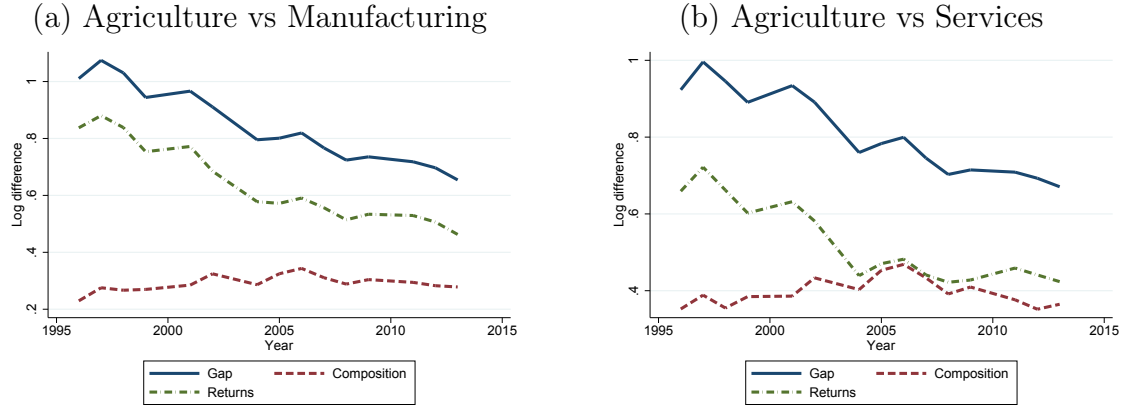 (a) Agriculture vs Manufacturing
1
.8
.6
.4
.2
Log difference
1995 2000 2005 2010 2015
Year
Gap Composition
Returns
(b) Agriculture vs Services
1
.8
.6
.4
Log difference
1995 2000 2005 2010 2015
Year
Gap Composition
Returns